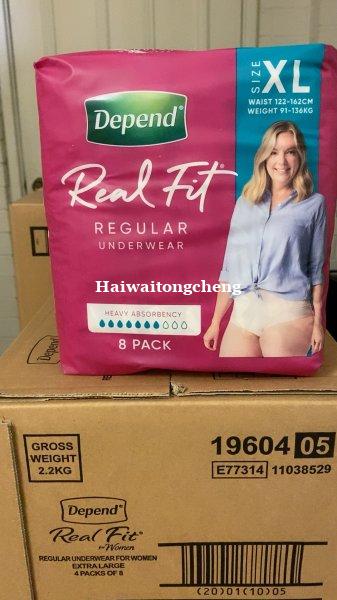 SIZE XL
WAIST 122-162CM
WEIGHT 91-136KG
Depend®
Real Fit®
REGULAR
UNDERWEAR
Haiwaitongcheng
HEAVY ABSORBENCY
8 PACK
Depend
GROSS
WEIGHT
2.2KG
19604 05
E77314 11038529
Depend®
Real Fit®
for Women
REGULAR UNDERWEAR FOR WOMEN
EXTRA LARGE
4 PACKS OF 8
(20)01(10)05